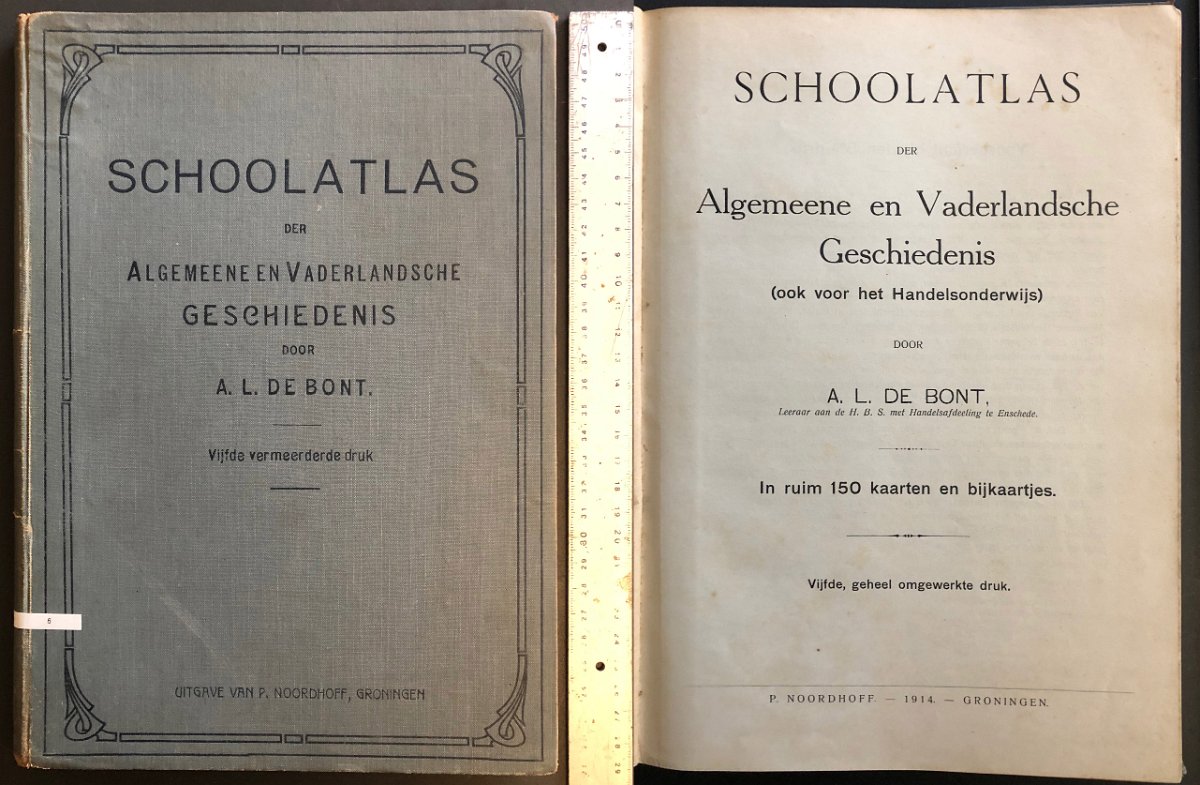 SCHOOLATLAS
DER
ALGEMEENE EN VADERLANDSCHE
GESCHIEDENIS
DOOR
A. L. DE BONT.
Vijfde vermeerderde druk
6
UITGAVE VAN P. NOORDHOFF, GRONINGEN
SCHOOLATLAS
DER
Algemeene en Vaderlandsche
Geschiedenis
(ook voor het Handelsonderwijs)
DOOR
A. L. DE BONT,
Leeraar aan de H. B. S. met Handelsafdeeling te Enschede.
In ruim 150 kaarten en bijkaartjes.
Vijfde, geheel omgewerkte druk.
P. NOORDHOFF. — 1914. — GRONINGEN.